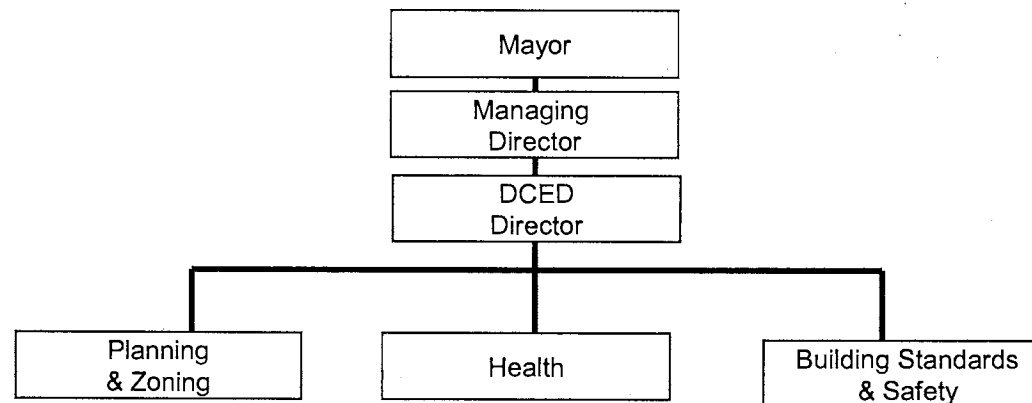 Mayor
Managing
Director
DCED
Director
Planning
& Zoning
Health
Building Standards
& Safety